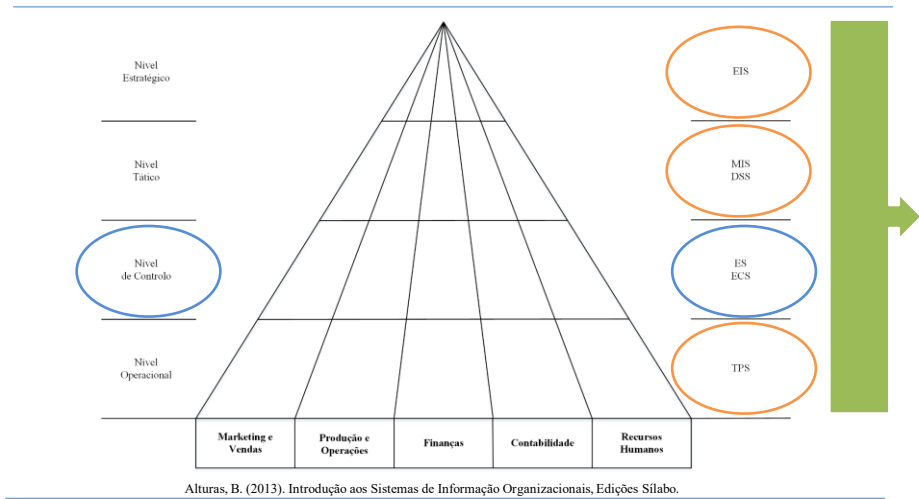 Nível
Estratégico
EIS
Nível
Tático
MIS
DSS
Nível
de Controlo
ES
ECS
Nível
Operacional
TPS
Marketing e
Vendas
Produção e
Operações
Finanças
Contabilidade
Recursos
Humanos
Alturas, B. (2013). Introdução aos Sistemas de Informação Organizacionais, Edições Sílabo.